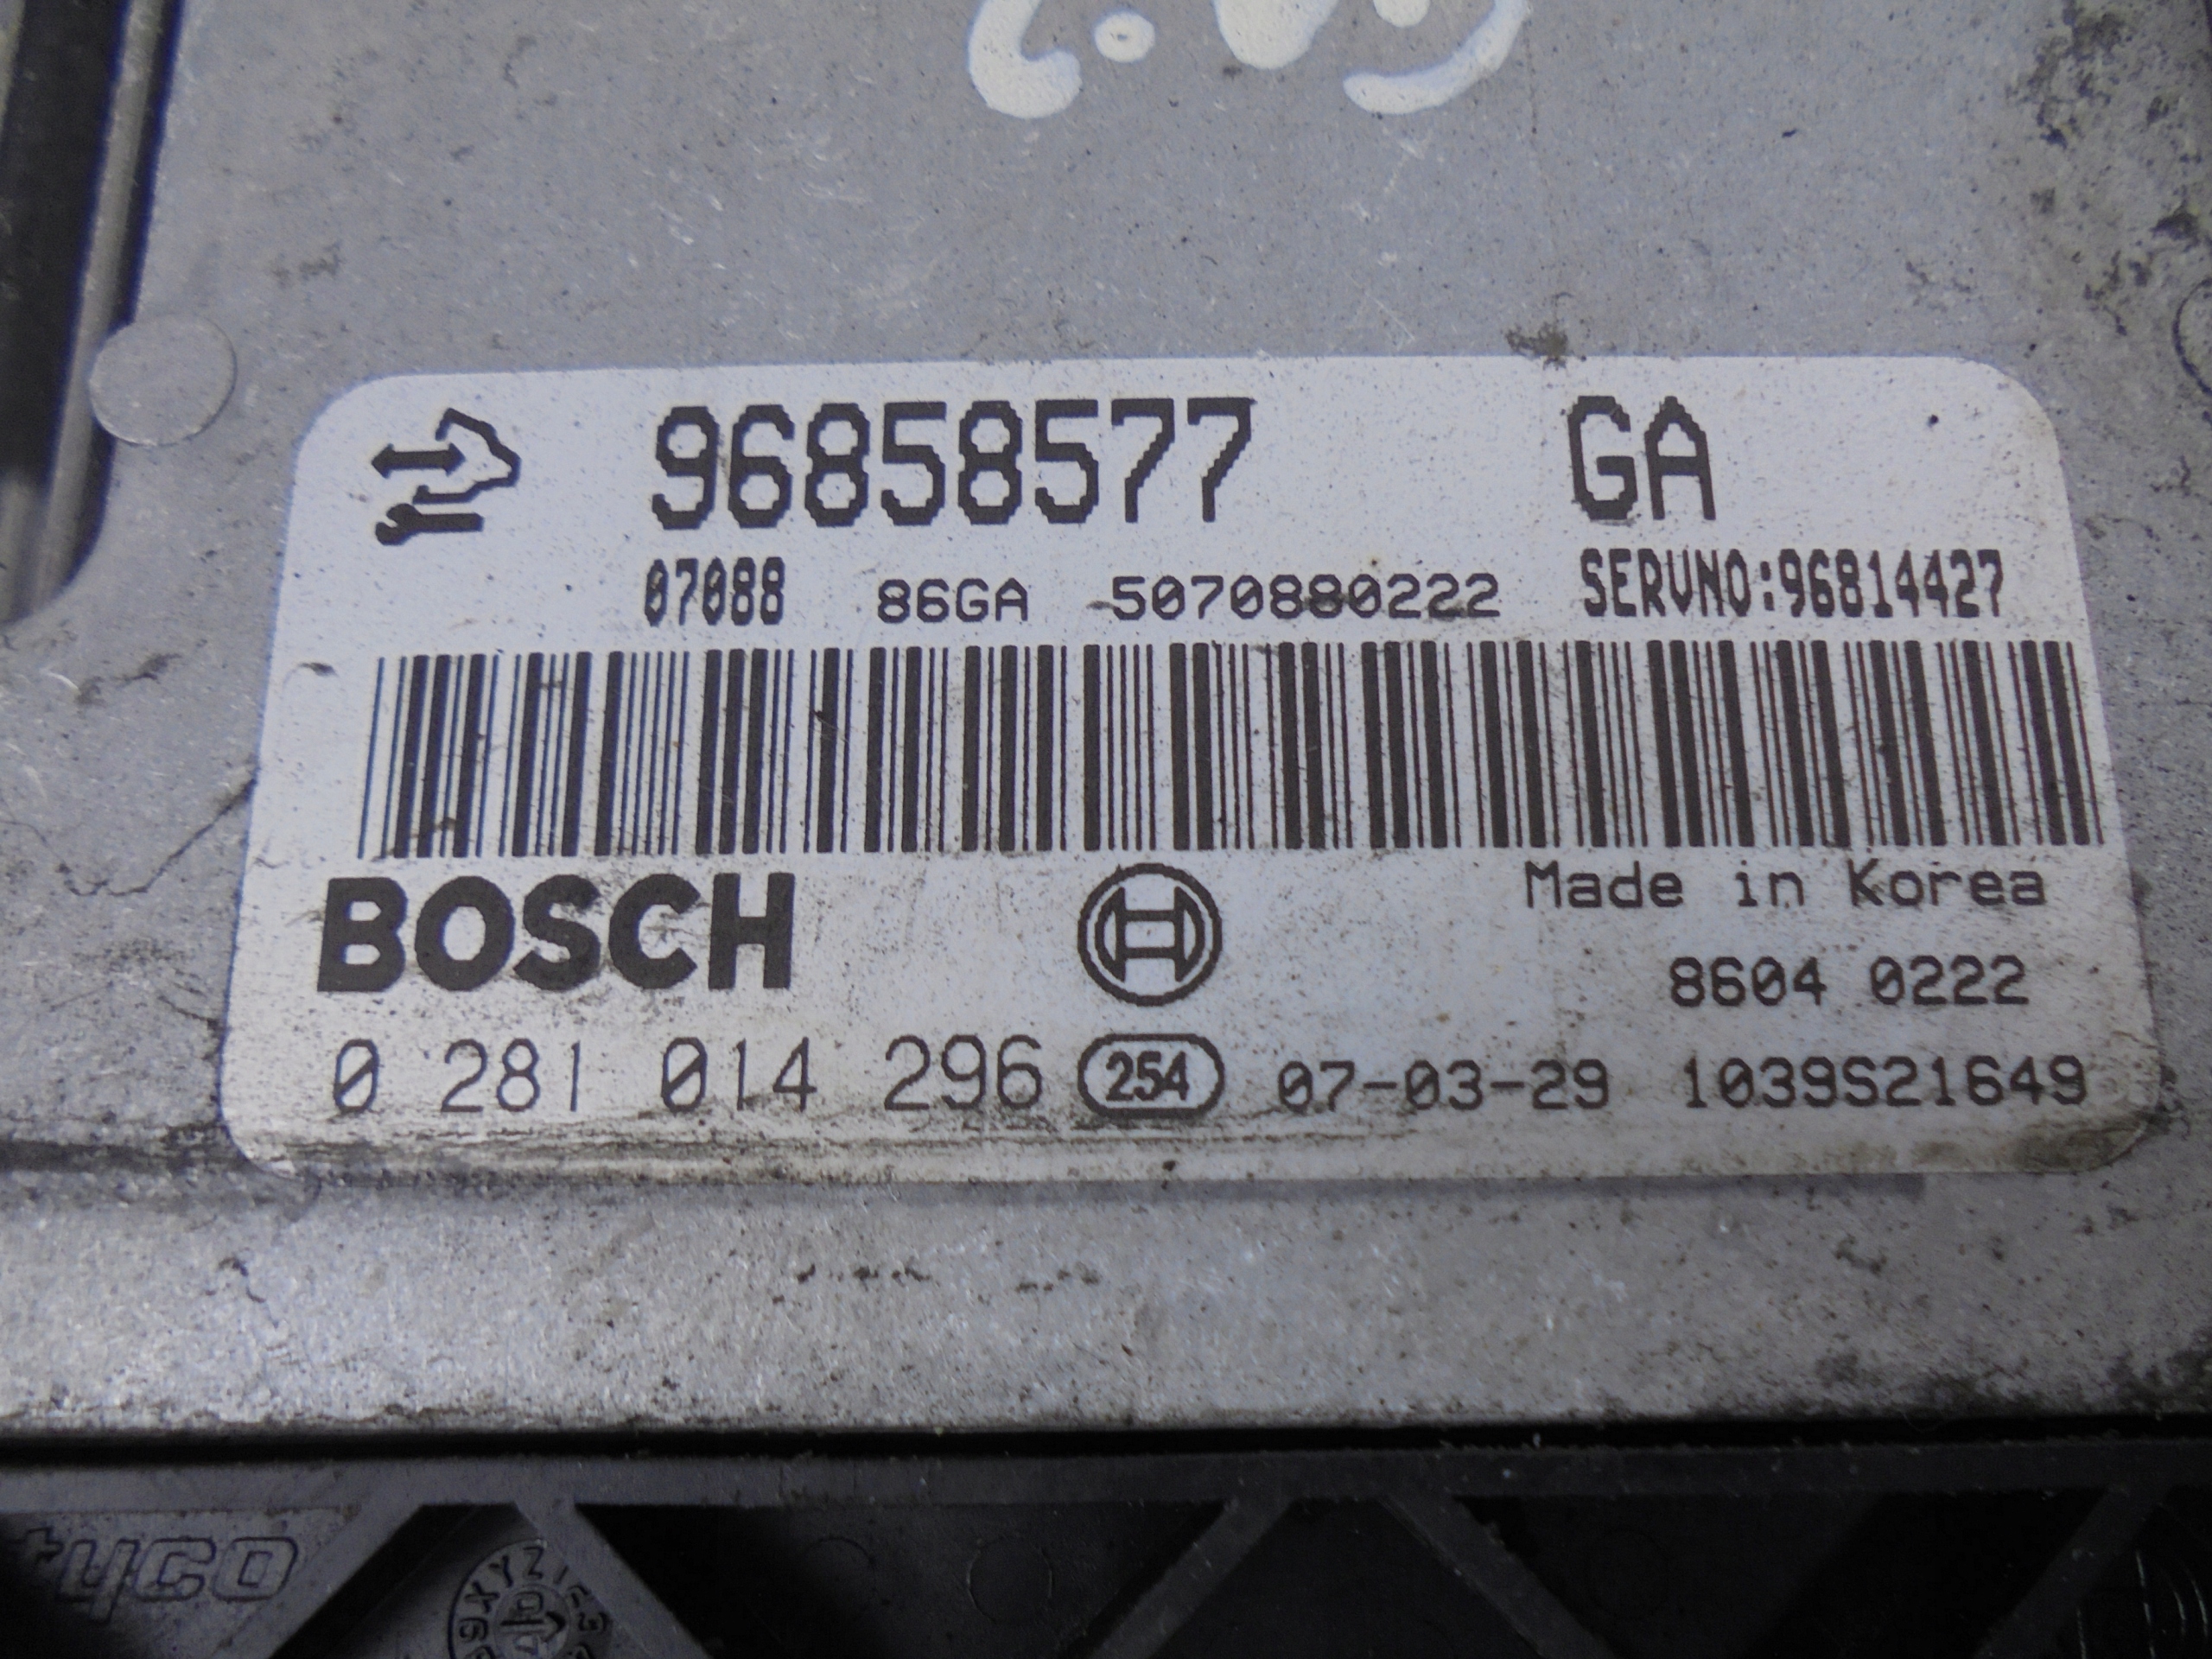 96858577 GA
07088 86GA 5070880222 SERVNO:96814427
BOSCH
Made in Korea
8604 0222
0 281 014 296 254 07-03-29 1039S21649
tyco